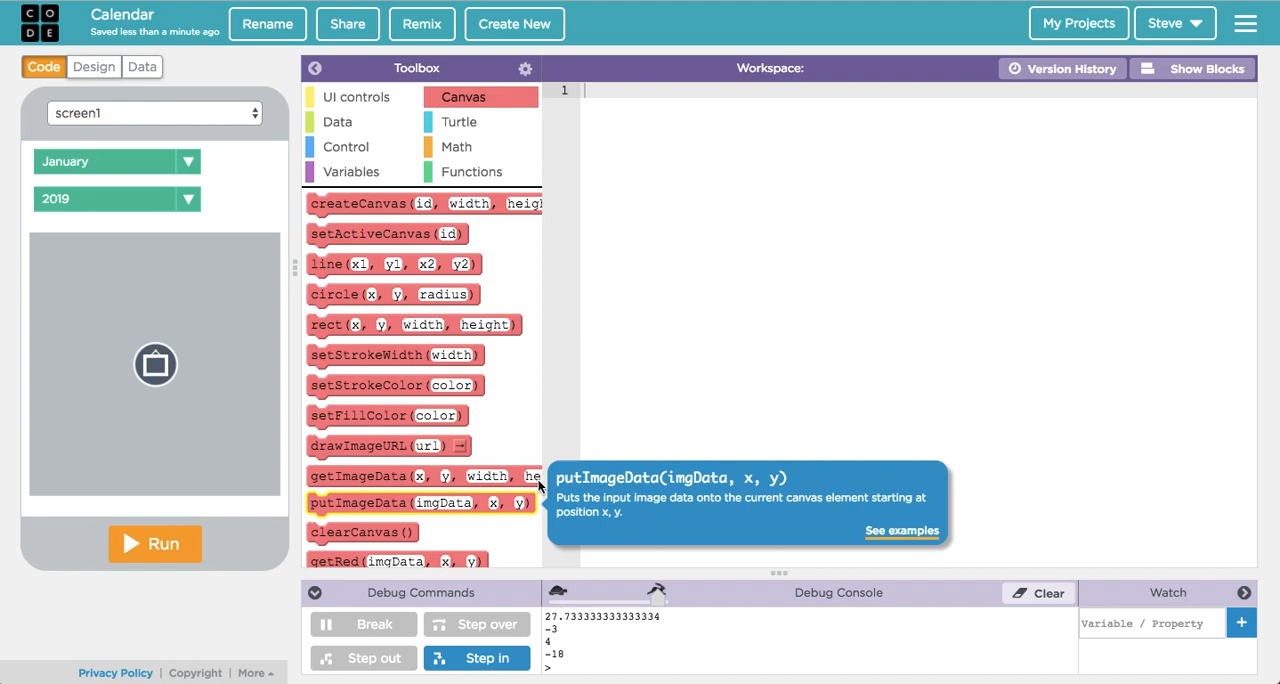 CO
DE
Calendar
Saved less than a minute ago
Rename
Share
Remix
Create New
My Projects
Steve
Code
Design
Data
screen1
January
2019
Run
Toolbox
UI controls
Canvas
Data
Turtle
Control
Math
Variables
Functions
createCanvas(id, width, heigh
setActiveCanvas(id)
line(x1, y1, x2, y2)
circle(x, y, radius)
rect(x, y, width, height)
setStrokeWidth(width)
setStrokeColor(color)
setFillColor(color)
drawImageURL(url)
getImageData(x, y, width, he
putImageData(imgData, x, y)
clearCanvas()
getRed(imgData, x, y)
Workspace:
Version History
Show Blocks
1
putImageData(imgData, x, y)
Puts the input image data onto the current canvas element starting at
position x, y.
See examples
Debug Commands
Break
Step over
Step out
Step in
Debug Console
Clear
27.733333333333334
-3
4
-18
>
Watch
Variable / Property
+
Privacy Policy | Copyright | More